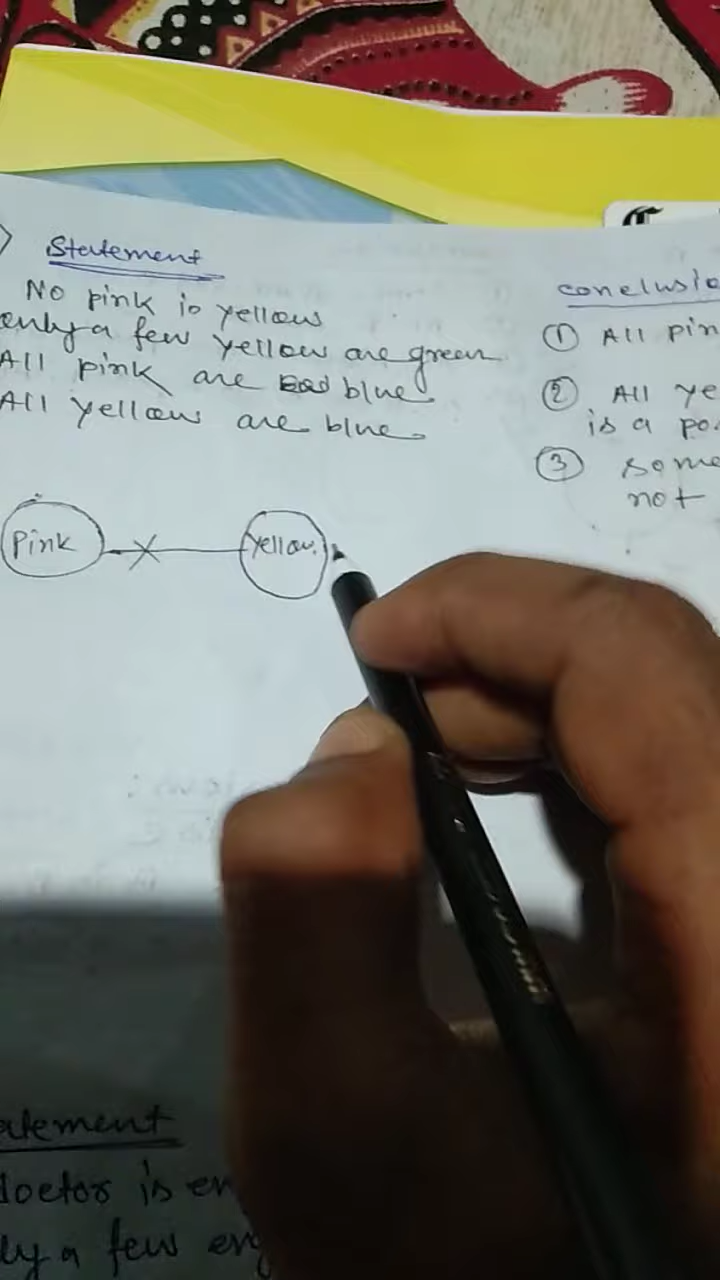 Statement
No pink is yellow
only a few yellow are green
All pink are blue
All yellow are blue
conclusio
① All pin
② All ye
is a po
③ some
not
Pink
Yellow
atement
doctor is en
ly a few eng